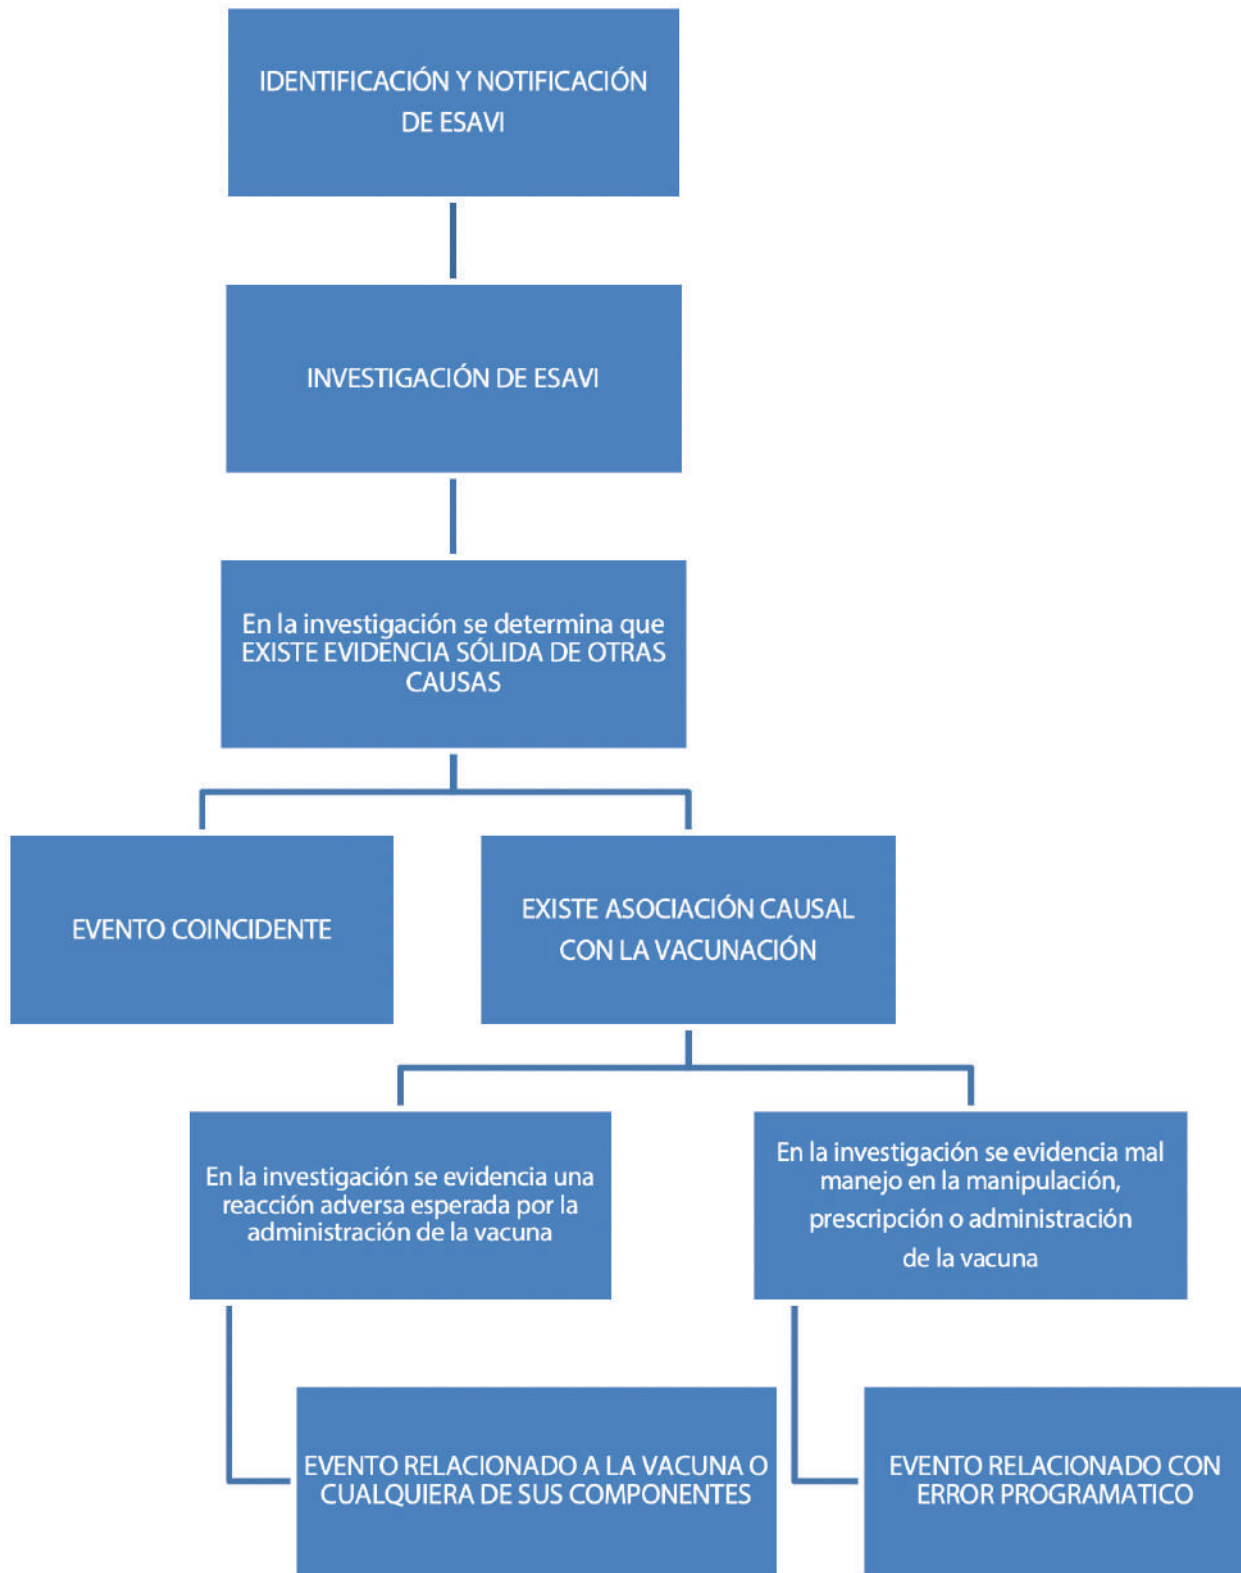 IDENTIFICACIÓN Y NOTIFICACIÓN
DE ESAVI
INVESTIGACIÓN DE ESAVI
En la investigación se determina que
EXISTE EVIDENCIA SÓLIDA DE OTRAS
CAUSAS
EVENTO COINCIDENTE
EXISTE ASOCIACIÓN CAUSAL
CON LA VACUNACIÓN
En la investigación se evidencia una
reacción adversa esperada por la
administración de la vacuna
En la investigación se evidencia mal
manejo en la manipulación,
prescripción o administración
de la vacuna
EVENTO RELACIONADO A LA VACUNA O
CUALQUIERA DE SUS COMPONENTES
EVENTO RELACIONADO CON
ERROR PROGRAMATICO